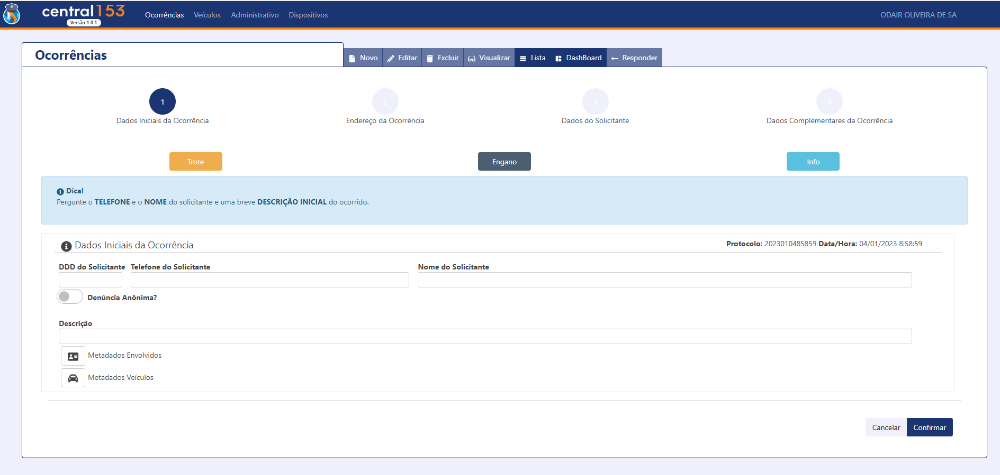 central153
Versão:1.0.1
Ocorrências Veículos Administrativo Dispositivos
ODAIR OLIVEIRA DE SA
Ocorrências
Novo Editar Excluir Visualizar Lista DashBoard Responder
1 2 3 4
Dados Iniciais da Ocorrência Endereço da Ocorrência Dados do Solicitante Dados Complementares da Ocorrência
Trote Engano Info
Dica!
Pergunte o TELEFONE e o NOME do solicitante e uma breve DESCRIÇÃO INICIAL do ocorrido.
Dados Iniciais da Ocorrência
Protocolo: 2023010485859 Data/Hora: 04/01/2023 8:58:59
DDD do Solicitante Telefone do Solicitante Nome do Solicitante
Denúncia Anônima?
Descrição
Metadados Envolvidos
Metadados Veículos
Cancelar Confirmar